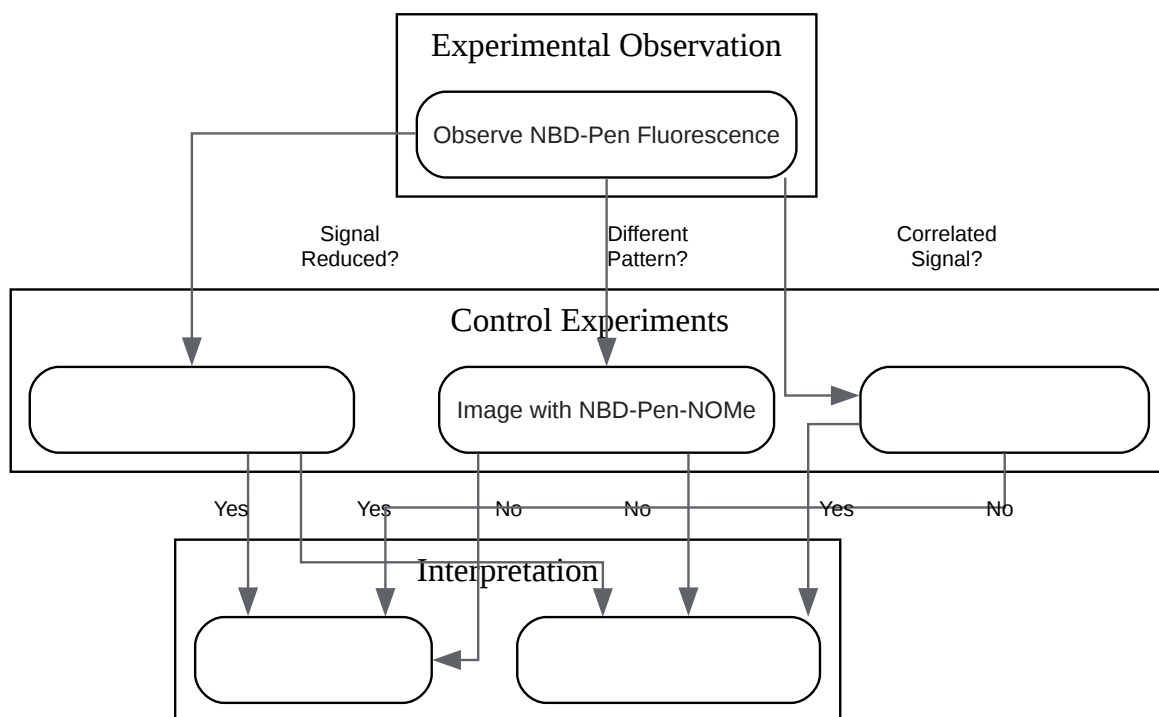 Experimental Observation
Observe NBD-Pen Fluorescence
Signal
Reduced?
Different
Pattern?
Correlated
Signal?
Control Experiments
Image with NBD-Pen-NOMe
Yes
Yes
No
No
Yes
No
Interpretation